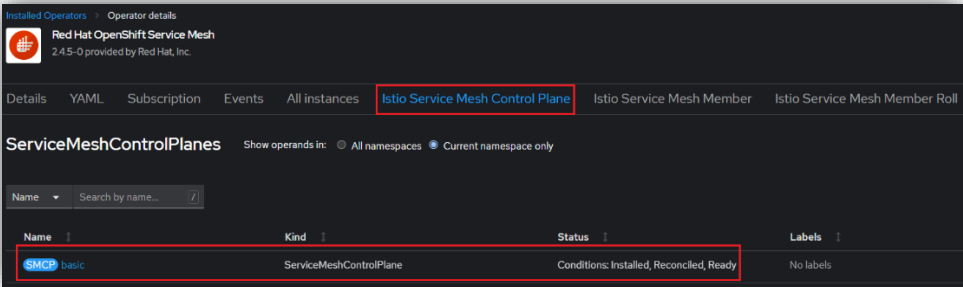 Installed Operators > Operator details
Red Hat OpenShift Service Mesh
2.4.5-0 provided by Red Hat, Inc.
Details YAML Subscription Events All instances Istio Service Mesh Control Plane Istio Service Mesh Member Istio Service Mesh Member Roll
ServiceMeshControlPlanes Show operands in: All namespaces Current namespace only
Name Search by name... /
Name Kind Status Labels
SMCP basic ServiceMeshControlPlane Conditions: Installed, Reconciled, Ready No labels